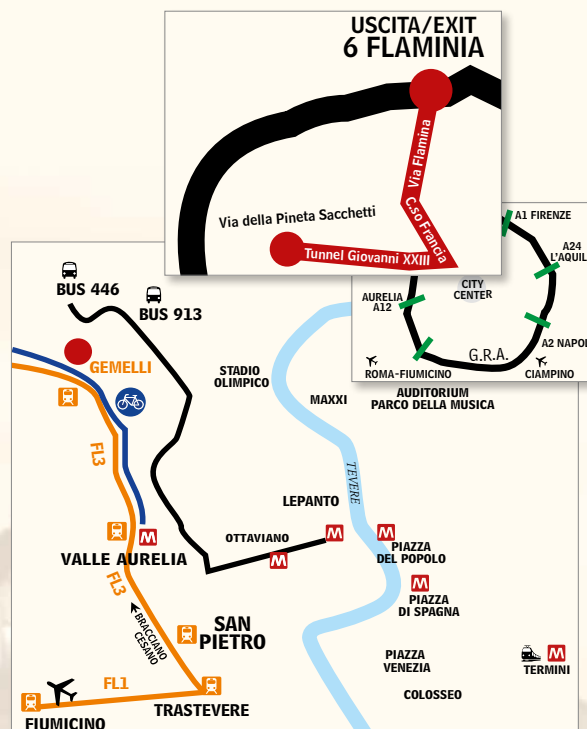 USCITA/EXIT
6 FLAMINIA
Via Flamina
C.so Francia
Via della Pineta Sacchetti
Tunnel Giovanni XXIII
A1 FIRENZE
A24
L'AQUIL
CITY
CENTER
AURELIA
A12
A2 NAPOL
G.R.A.
ROMA-FIUMICINO
CIAMPINO
BUS 446
BUS 913
GEMELLI
STADIO
OLIMPICO
MAXXI
AUDITORIUM
PARCO DELLA MUSICA
FL3
TEVERE
LEPANTO
M
OTTAVIANO
M
M
PIAZZA
DEL POPOLO
M
VALLE AURELIA
M
PIAZZA
DI SPAGNA
FL3
BRACCIANO
CESANO
SAN
PIETRO
PIAZZA
VENEZIA
M
TERMINI
COLOSSEO
FL1
TRASTEVERE
FIUMICINO